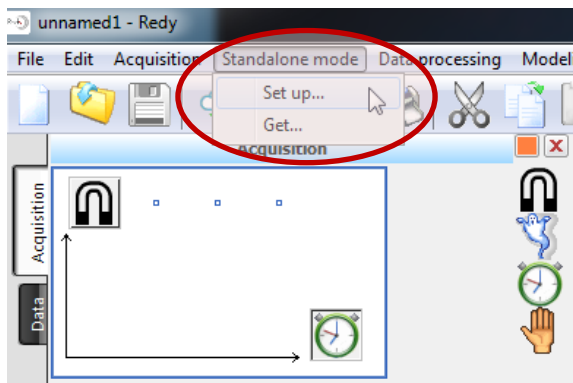 unnamed1 - Redy
File Edit Acquisition Standalone mode Data processing Model
Set up...
Get...
Acquisition
Acquisition
Data